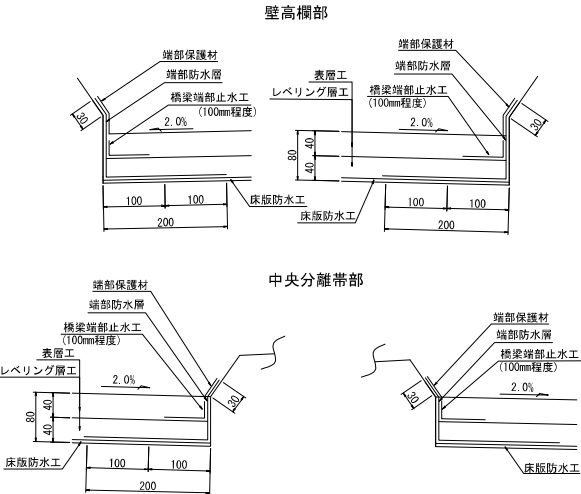 壁高欄部
端部保護材
端部防水層
橋梁端部止水工
(100mm程度)
30
2.0%
床版防水工
100
100
200
端部保護材
端部防水層
表層工
レベリング層工
橋梁端部止水工
(100mm程度)
30
2.0%
80
40
40
床版防水工
100
100
200
中央分離帯部
端部保護材
端部防水層
橋梁端部止水工
(100mm程度)
表層工
レベリング層工
2.0%
30
80
40
40
床版防水工
100
100
200
端部保護材
端部防水層
橋梁端部止水工
(100mm程度)
30
2.0%
床版防水工